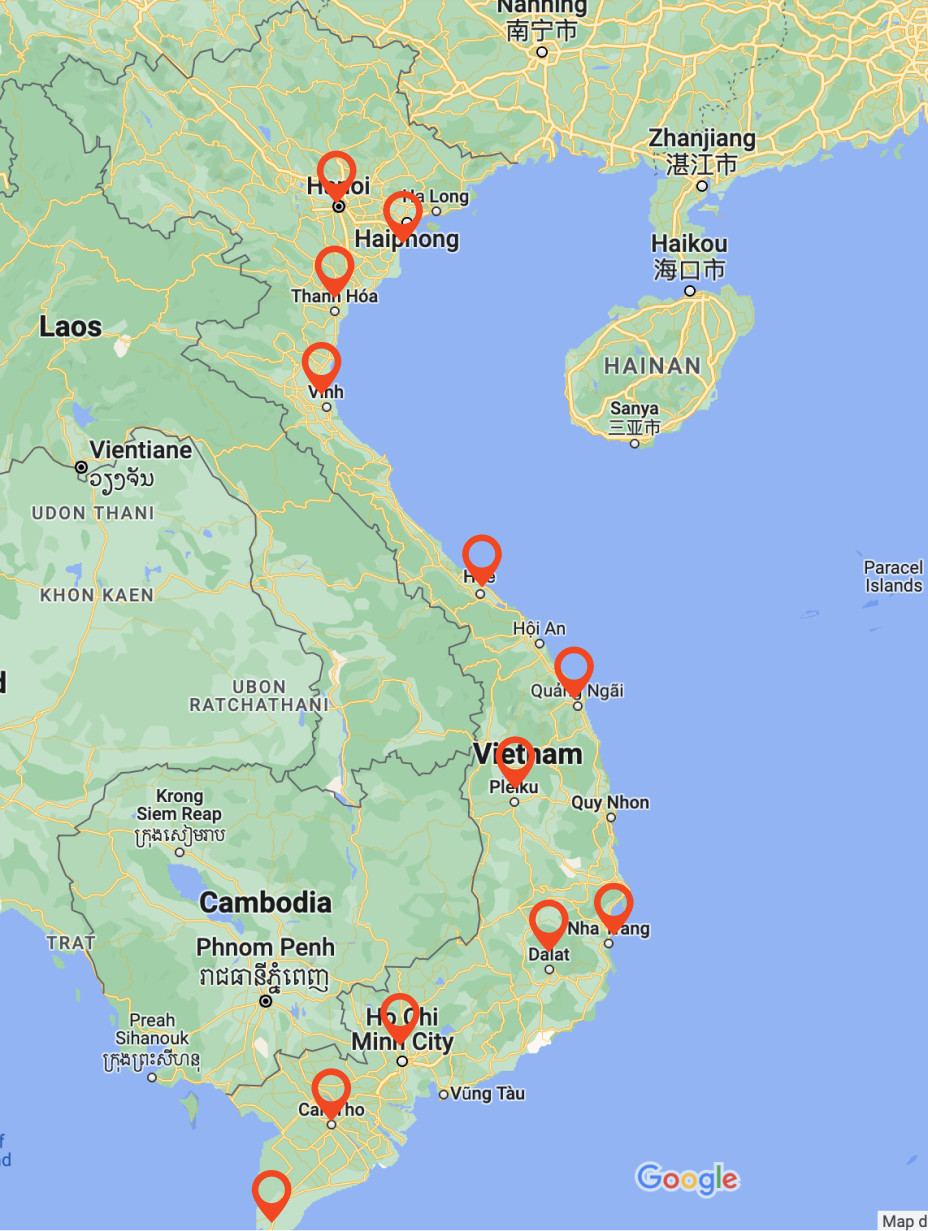 Nanning
南宁市
Zhanjiang
湛江市
Hanoi
Ha Long
Haiphong
Haikou
海口市
Thanh Hóa
Laos
HAINAN
Vinh
Sanya
三亚市
Vientiane
ວຽງຈັນ
UDON THANI
Paracel
Islands
Huế
KHON KAEN
Hội An
UBON
RATCHATHANI
Quảng Ngãi
Vietnam
Pleiku
Krong
Siem Reap
ក្រុងសៀមរាប
Quy Nhon
Cambodia
Nha Trang
TRAT
Phnom Penh
រាជធានីភ្នំពេញ
Dalat
Preah
Sihanouk
ក្រុងព្រះសីហនុ
Ho Chi
Minh City
Vũng Tàu
Can Tho
Google
Map d